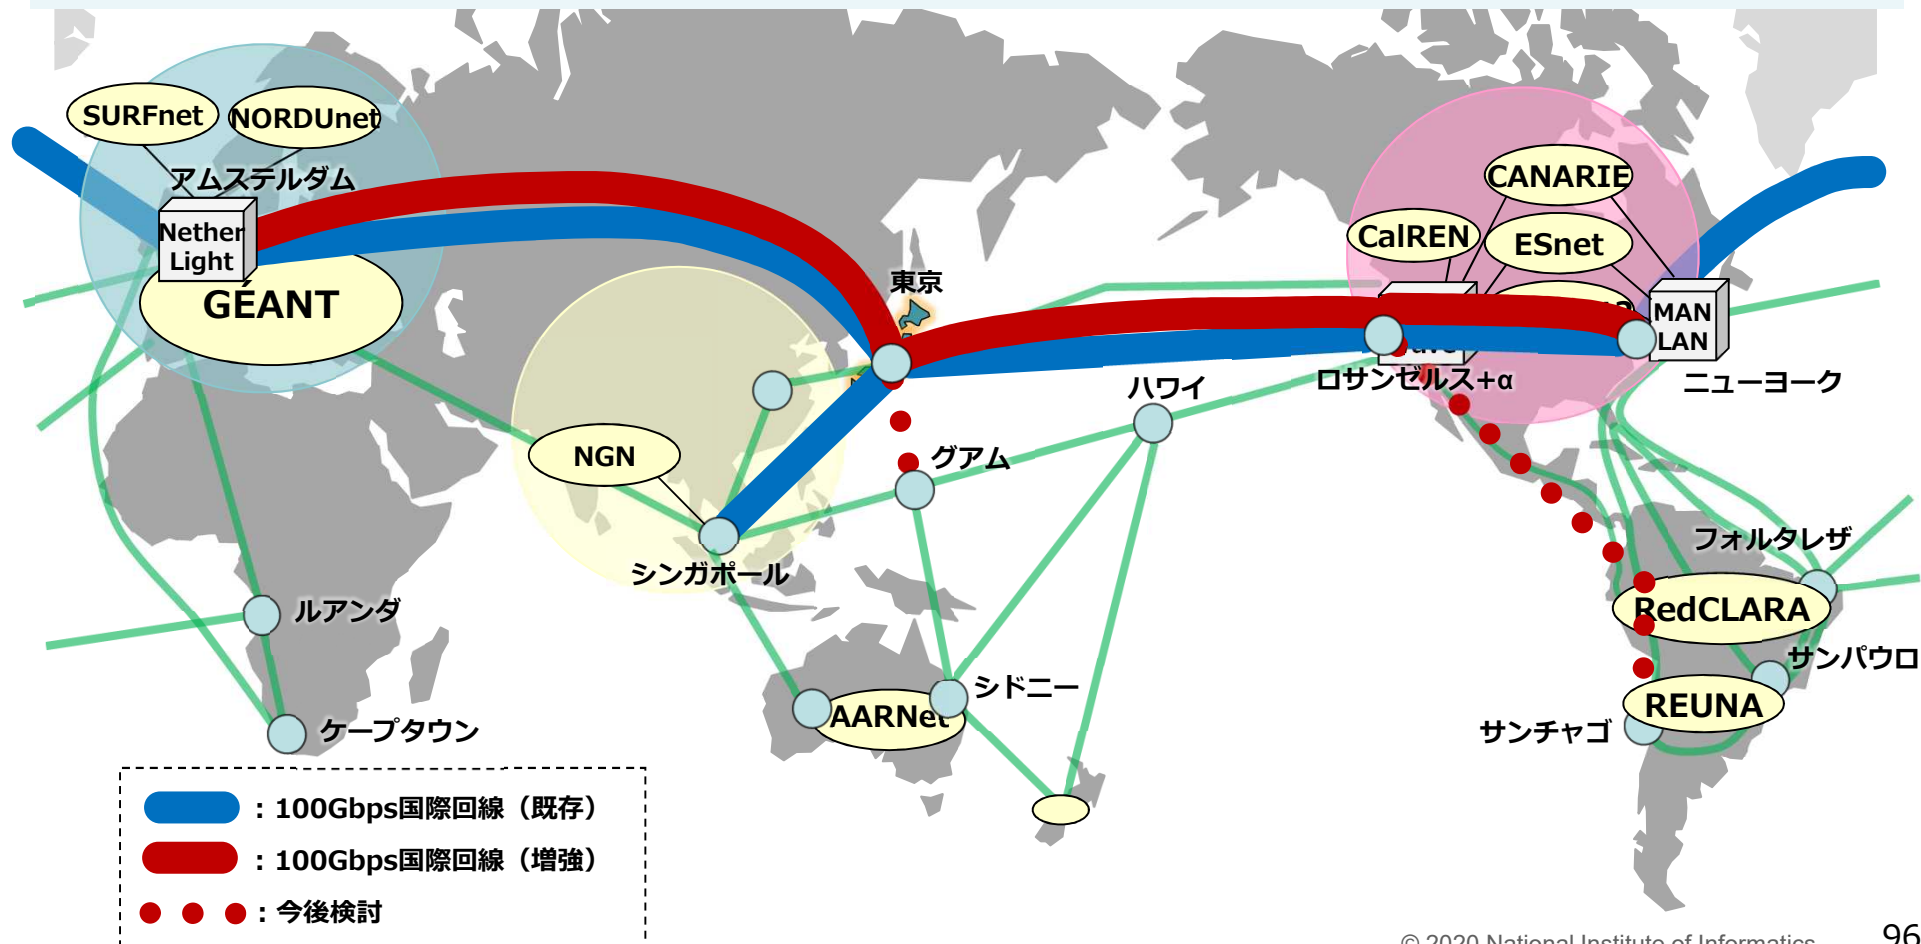 SURFnet
NORDUnet
アムステルダム
Nether
Light
GÉANT
CANARIE
CalREN
ESnet
東京
MAN
LAN
ロサンゼルス+α
ニューヨーク
ハワイ
NGN
グアム
シンガポール
フォルタレザ
ルアンダ
RedCLARA
サンパウロ
シドニー
AARNet
REUNA
ケープタウン
サンチャゴ
：100Gbps国際回線（既存）
：100Gbps国際回線（増強）
：今後検討
© 2020 National Institute of Informatics
96